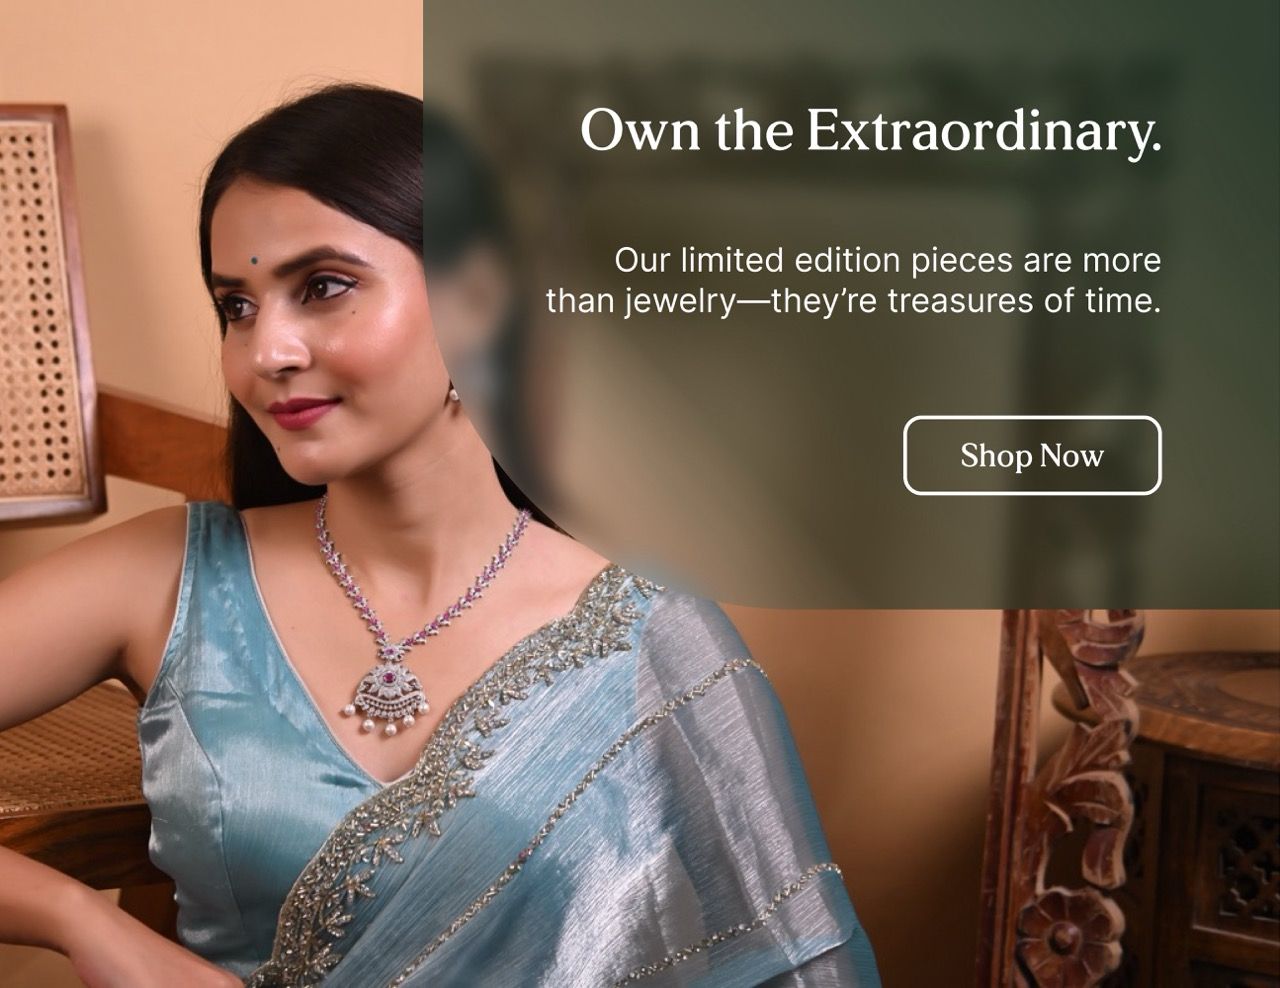 Own the Extraordinary.
Our limited edition pieces are more
than jewelry—they’re treasures of time.
Shop Now